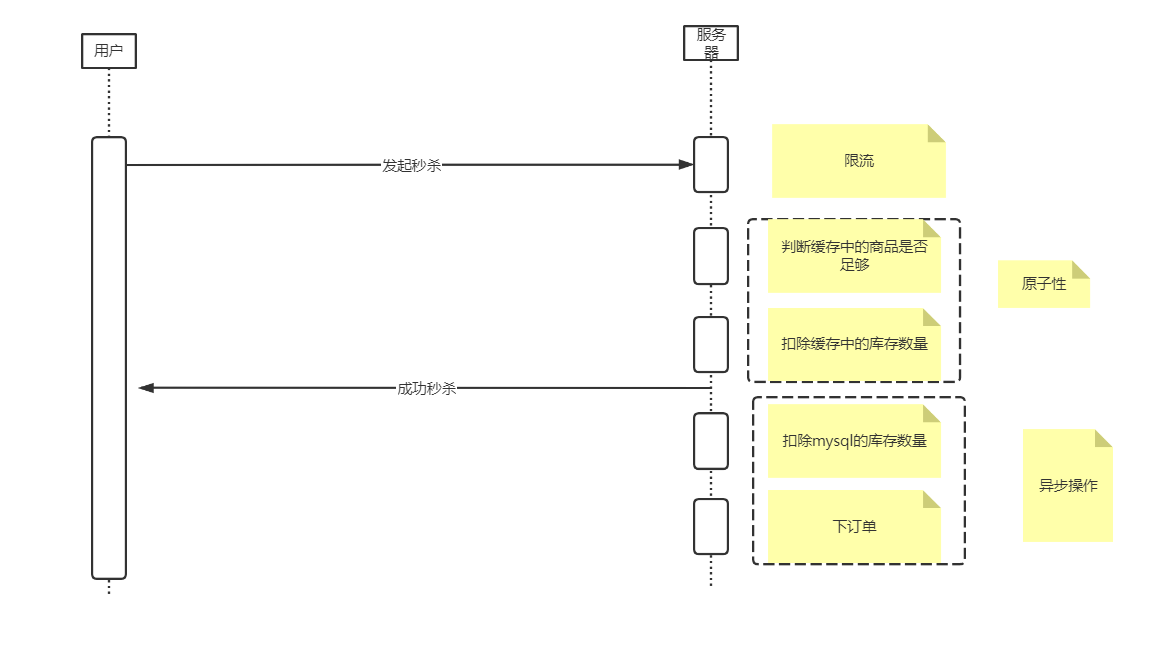 用户
服务
器
发起秒杀
限流
判断缓存中的商品是否
足够
原子性
扣除缓存中的库存数量
成功秒杀
扣除mysql的库存数量
异步操作
下订单